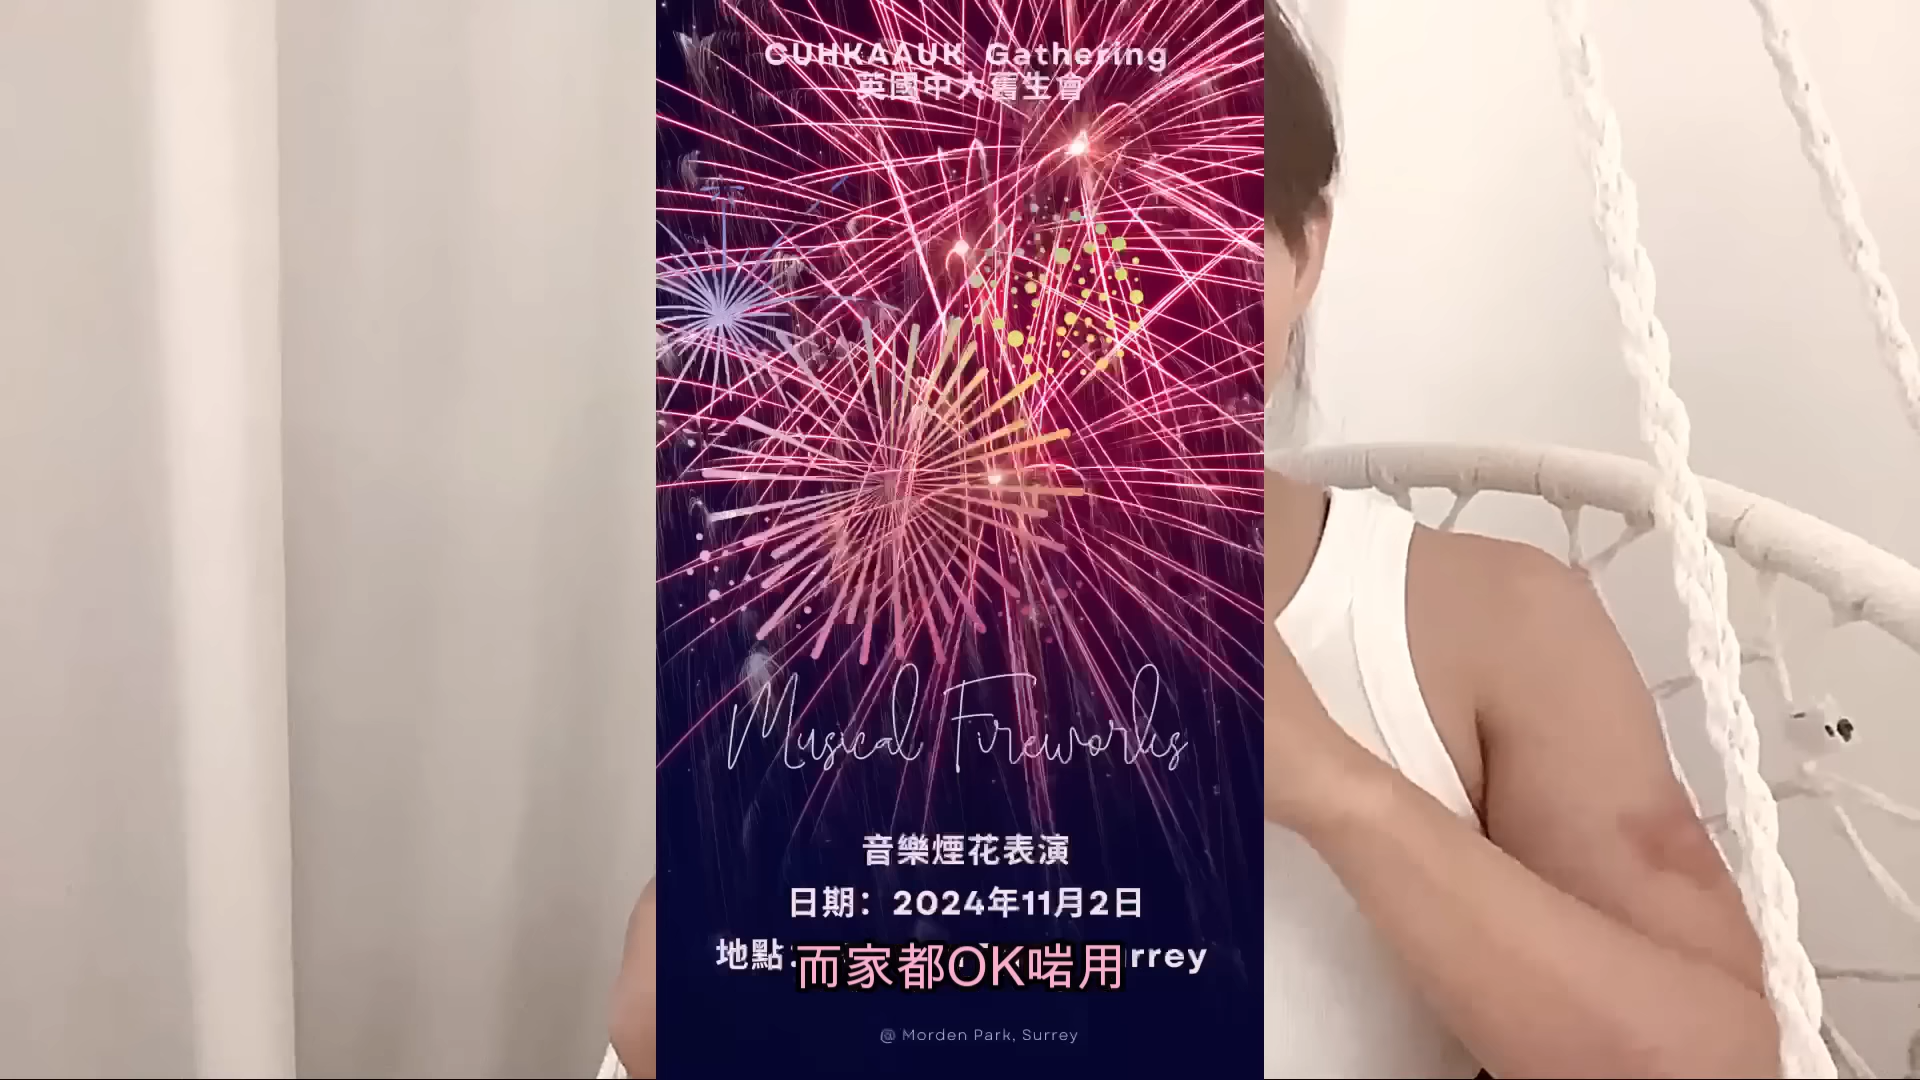 CUHKAAUK Gathering
英國中大舊生會
Musical Fireworks
音樂煙花表演
日期：2024年11月2日
地點：
rrey
而家都OK啱用
@ Morden Park, Surrey